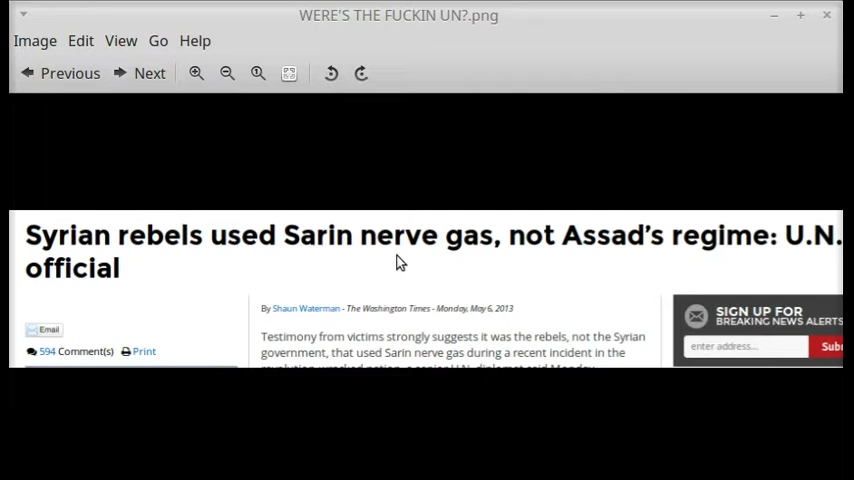 WERE'S THE FUCKIN UN?.png
Image Edit View Go Help
Previous Next
Syrian rebels used Sarin nerve gas, not Assad's regime: U.N.
official
By Shaun Waterman - The Washington Times - Monday, May 6, 2013
SIGN UP FOR
BREAKING NEWS ALERTS
Email
Testimony from victims strongly suggests it was the rebels, not the Syrian
enter address...
594 Comment(s) Print
government, that used Sarin nerve gas during a recent incident in the